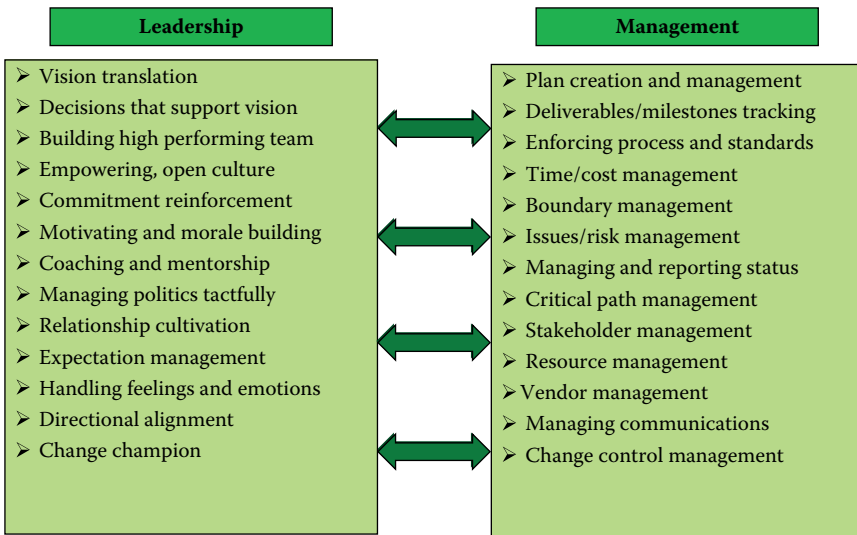 Leadership
Vision translation
Decisions that support vision
Building high performing team
Empowering, open culture
Commitment reinforcement
Motivating and morale building
Coaching and mentorship
Managing politics tactfully
Relationship cultivation
Expectation management
Handling feelings and emotions
Directional alignment
Change champion
Management
Plan creation and management
Deliverables/milestones tracking
Enforcing process and standards
Time/cost management
Boundary management
Issues/risk management
Managing and reporting status
Critical path management
Stakeholder management
Resource management
Vendor management
Managing communications
Change control management